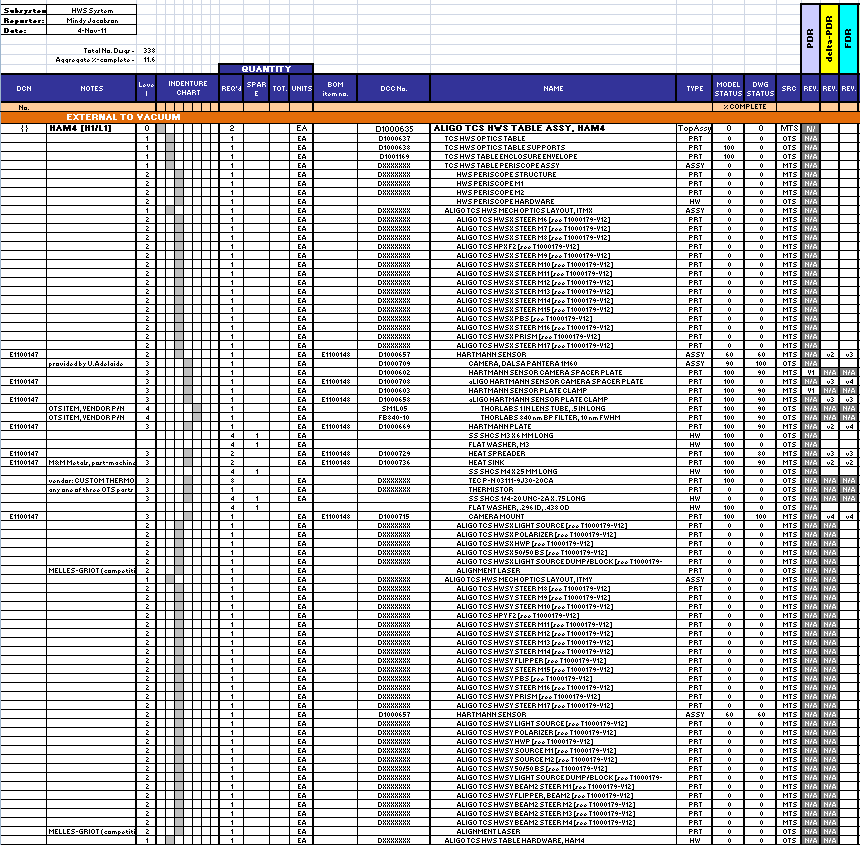 Subsystem HWS System
Reporter: Mindy Jacobson
Date: 4-Nov-11
Total No. Dwgs - 338
Aggregate %-complete - 11.6
PDR delta-PDR FDR
QUANTITY
DCN NOTES Level INDENTURE CHART REQ'd SPARE TOT. UNITS BOM item no. DCC No. NAME TYPE MODEL STATUS DWG STATUS SRC REV. REV. REV.
No. % COMPLETE
EXTERNAL TO VACUUM
{} HAM4 [H1/L1] 0 2 EA D1000635 ALIGO TCS HWS TABLE ASSY, HAM4 TopAssy 0 0 MTS N/
1 1 EA D1000637 TCS HWS OPTICS TABLE PRT 0 0 OTS N/A
1 1 EA D1000638 TCS HWS OPTICS TABLE SUPPORTS PRT 100 0 OTS N/A
1 1 EA D1001169 TCS HWS TABLE ENCLOSURE ENVELOPE PRT 100 0 OTS N/A
1 1 EA DXXXXXXX TCS HWS TABLE PERISCOPE ASSY PRT 0 0 MTS N/A
2 1 EA DXXXXXXX HWS PERISCOPE STRUCTURE PRT 0 0 MTS N/A
2 1 EA DXXXXXXX HWS PERISCOPE M1 PRT 0 0 MTS N/A
2 1 EA DXXXXXXX HWS PERISCOPE M2 PRT 0 0 MTS N/A
2 1 EA DXXXXXXX HWS PERISCOPE HARDWARE HW 0 0 OTS N/A
1 1 EA DXXXXXXX ALIGO TCS HWS MECH OPTICS LAYOUT, ITMX ASSY 0 0 MTS N/A
2 1 EA DXXXXXXX ALIGO TCS HWSX STEER M6 [see T1000179-V12] PRT 0 0 MTS N/A
2 1 EA DXXXXXXX ALIGO TCS HWSX STEER M7 [see T1000179-V12] PRT 0 0 MTS N/A
2 1 EA DXXXXXXX ALIGO TCS HWSX STEER M8 [see T1000179-V12] PRT 0 0 MTS N/A
2 1 EA DXXXXXXX ALIGO TCS HPX F2 [see T1000179-V12] PRT 0 0 MTS N/A
2 1 EA DXXXXXXX ALIGO TCS HWSX STEER M9 [see T1000179-V12] PRT 0 0 MTS N/A
2 1 EA DXXXXXXX ALIGO TCS HWSX STEER M10 [see T1000179-V12] PRT 0 0 MTS N/A
2 1 EA DXXXXXXX ALIGO TCS HWSX STEER M11 [see T1000179-V12] PRT 0 0 MTS N/A
2 1 EA DXXXXXXX ALIGO TCS HWSX STEER M12 [see T1000179-V12] PRT 0 0 MTS N/A
2 1 EA DXXXXXXX ALIGO TCS HWSX STEER M13 [see T1000179-V12] PRT 0 0 MTS N/A
2 1 EA DXXXXXXX ALIGO TCS HWSX STEER M14 [see T1000179-V12] PRT 0 0 MTS N/A
2 1 EA DXXXXXXX ALIGO TCS HWSX STEER M15 [see T1000179-V12] PRT 0 0 MTS N/A
2 1 EA DXXXXXXX ALIGO TCS HWSX PBS [see T1000179-V12] PRT 0 0 MTS N/A
2 1 EA DXXXXXXX ALIGO TCS HWSX STEER M16 [see T1000179-V12] PRT 0 0 MTS N/A
2 1 EA DXXXXXXX ALIGO TCS HWSX PRISM [see T1000179-V12] PRT 0 0 MTS N/A
2 1 EA DXXXXXXX ALIGO TCS HWSX STEER M17 [see T1000179-V12] PRT 0 0 MTS N/A
E1100147 2 1 EA E1100148 D1000657 HARTMANN SENSOR ASSY 60 60 MTS N/A v2 v3
provided by U.Adelaide 3 1 EA D1000709 CAMERA, DALSA PANTERA 1M60 ASSY 90 100 OTS N/A
3 1 EA D1000602 HARTMANN SENSOR CAMERA SPACER PLATE PRT 100 90 MTS V1 N/A N/A
E1100147 3 1 EA E1100148 D1000708 aLIGO HARTMANN SENSOR CAMERA SPACER PLATE PRT 100 90 MTS N/A v3 v4
3 1 EA D1000603 HARTMANN SENSOR PLATE CLAMP PRT 100 90 MTS V1 N/A N/A
E1100147 3 1 EA E1100148 D1000658 aLIGO HARTMANN SENSOR PLATE CLAMP PRT 100 90 MTS N/A v3 v3
OTS ITEM, VENDOR P/N 4 1 EA SM1L05 THORLABS 1 IN LENS TUBE, .5 IN LONG PRT 100 90 OTS N/A N/A N/A
OTS ITEM, VENDOR P/N 4 1 EA FB840-10 THORLABS 840 nm BP FILTER, 10 nm FWHM PRT 100 90 OTS N/A N/A N/A
E1100147 3 1 EA E1100148 D1000669 HARTMANN PLATE PRT 100 90 MTS N/A v2 v4
4 1 EA SS SHCS M3 X 6 MM LONG HW
4 EA FLAT WASHER, M3 HW
E1100147 3 2 EA E1100148 D1000729 HEAT SPREADER PRT 100 80 MTS N/A v3 v3
E1100147 M&M Metals, post-machine 3 2 EA E1100148 D1000736 HEAT SINK PRT 100 90 MTS N/A v2 v2
4 1 EA SS SHCS M4 X 25 MM LONG HW
vendor: CUSTOM THERMO 3 8 EA DXXXXXXX TEC P-N 03111-9J30-20CA PRT 100 0 OTS N/A N/A N/A
any one of three OTS parts 3 1 EA DXXXXXXX THERMISTOR PRT 0 0 OTS N/A N/A N/A
3 4 1 EA SS SHCS 1/4-20 UNC-2A X .75 LONG HW
4 1 EA FLAT WASHER, .296 ID, .438 OD HW
E1100147 3 1 EA E1100148 D1000715 CAMERA MOUNT PRT 100 100 MTS N/A v4 v4
2 1 EA DXXXXXXX ALIGO TCS HWSX LIGHT SOURCE [see T1000179-V12] PRT 0 0 MTS N/A N/A N/A
2 1 EA DXXXXXXX ALIGO TCS HWSX POLARIZER [see T1000179-V12] PRT 0 0 MTS N/A N/A N/A
2 1 EA DXXXXXXX ALIGO TCS HWSX HWP [see T1000179-V12] PRT 0 0 MTS N/A N/A N/A
2 1 EA DXXXXXXX ALIGO TCS HWSX 50/50 BS [see T1000179-V12] PRT 0 0 MTS N/A N/A N/A
2 1 EA DXXXXXXX ALIGO TCS HWSX LIGHT SOURCE DUMP/BLOCK [see T1000179- PRT 0 0 MTS N/A N/A N/A
MELLES-GRIOT (competiti 2 1 EA ALIGNMENT LASER PRT 0 0 OTS N/A N/A N/A
1 1 EA DXXXXXXX ALIGO TCS HWS MECH OPTICS LAYOUT, ITMY ASSY 0 0 MTS N/A N/A N/A
2 1 EA DXXXXXXX ALIGO TCS HWSY STEER M8 [see T1000179-V12] PRT 0 0 MTS N/A N/A N/A
2 1 EA DXXXXXXX ALIGO TCS HWSY STEER M9 [see T1000179-V12] PRT 0 0 MTS N/A N/A N/A
2 1 EA DXXXXXXX ALIGO TCS HWSY STEER M10 [see T1000179-V12] PRT 0 0 MTS N/A N/A N/A
2 1 EA DXXXXXXX ALIGO TCS HPY F2 [see T1000179-V12] PRT 0 0 MTS N/A N/A N/A
2 1 EA DXXXXXXX ALIGO TCS HWSY STEER M11 [see T1000179-V12] PRT 0 0 MTS N/A N/A N/A
2 1 EA DXXXXXXX ALIGO TCS HWSY STEER M12 [see T1000179-V12] PRT 0 0 MTS N/A N/A N/A
2 1 EA DXXXXXXX ALIGO TCS HWSY STEER M13 [see T1000179-V12] PRT 0 0 MTS N/A N/A N/A
2 1 EA DXXXXXXX ALIGO TCS HWSY STEER M14 [see T1000179-V12] PRT 0 0 MTS N/A N/A N/A
2 1 EA DXXXXXXX ALIGO TCS HWSY FLIPPER [see T1000179-V12] PRT 0 0 MTS N/A N/A N/A
2 1 EA DXXXXXXX ALIGO TCS HWSY STEER M15 [see T1000179-V12] PRT 0 0 MTS N/A N/A N/A
2 1 EA DXXXXXXX ALIGO TCS HWSY PBS [see T1000179-V12] PRT 0 0 MTS N/A N/A N/A
2 1 EA DXXXXXXX ALIGO TCS HWSY STEER M16 [see T1000179-V12] PRT 0 0 MTS N/A N/A N/A
2 1 EA DXXXXXXX ALIGO TCS HWSY PRISM [see T1000179-V12] PRT 0 0 MTS N/A N/A N/A
2 1 EA DXXXXXXX ALIGO TCS HWSY STEER M17 [see T1000179-V12] PRT 0 0 MTS N/A N/A N/A
2 1 EA D1000657 HARTMANN SENSOR ASSY 60 60 MTS N/A N/A N/A
2 1 EA DXXXXXXX ALIGO TCS HWSY LIGHT SOURCE [see T1000179-V12] PRT 0 0 MTS N/A N/A N/A
2 1 EA DXXXXXXX ALIGO TCS HWSY POLARIZER [see T1000179-V12] PRT 0 0 MTS N/A N/A N/A
2 1 EA DXXXXXXX ALIGO TCS HWSY HWP [see T1000179-V12] PRT 0 0 MTS N/A N/A N/A
2 1 EA DXXXXXXX ALIGO TCS HWSY SOURCE M1 [see T1000179-V12] PRT 0 0 MTS N/A N/A N/A
2 1 EA DXXXXXXX ALIGO TCS HWSY SOURCE M2 [see T1000179-V12] PRT 0 0 MTS N/A N/A N/A
2 1 EA DXXXXXXX ALIGO TCS HWSY 50/50 BS [see T1000179-V12] PRT 0 0 MTS N/A N/A N/A
2 1 EA DXXXXXXX ALIGO TCS HWSY LIGHT SOURCE DUMP/BLOCK [see T1000179- PRT 0 0 MTS N/A N/A N/A
2 1 EA DXXXXXXX ALIGO TCS HWSY BEAM2 STEER M1 [see T1000179-V12] PRT 0 0 MTS N/A N/A N/A
2 1 EA DXXXXXXX ALIGO TCS HWSY FLIPPER, BEAM2 [see T1000179-V12] PRT 0 0 MTS N/A N/A N/A
2 1 EA DXXXXXXX ALIGO TCS HWSY BEAM2 STEER M2 [see T1000179-V12] PRT 0 0 MTS N/A N/A N/A
2 1 EA DXXXXXXX ALIGO TCS HWSY BEAM2 STEER M3 [see T1000179-V12] PRT 0 0 MTS N/A N/A N/A
2 1 EA DXXXXXXX ALIGO TCS HWSY BEAM2 STEER M4 [see T1000179-V12] PRT 0 0 MTS N/A N/A N/A
MELLES-GRIOT (competiti 2 1 EA ALIGNMENT LASER PRT 0 0 OTS N/A N/A N/A
1 1 EA DXXXXXXX ALIGO TCS HWS TABLE HARDWARE, HAM4 HW 0 0 OTS N/A N/A N/A